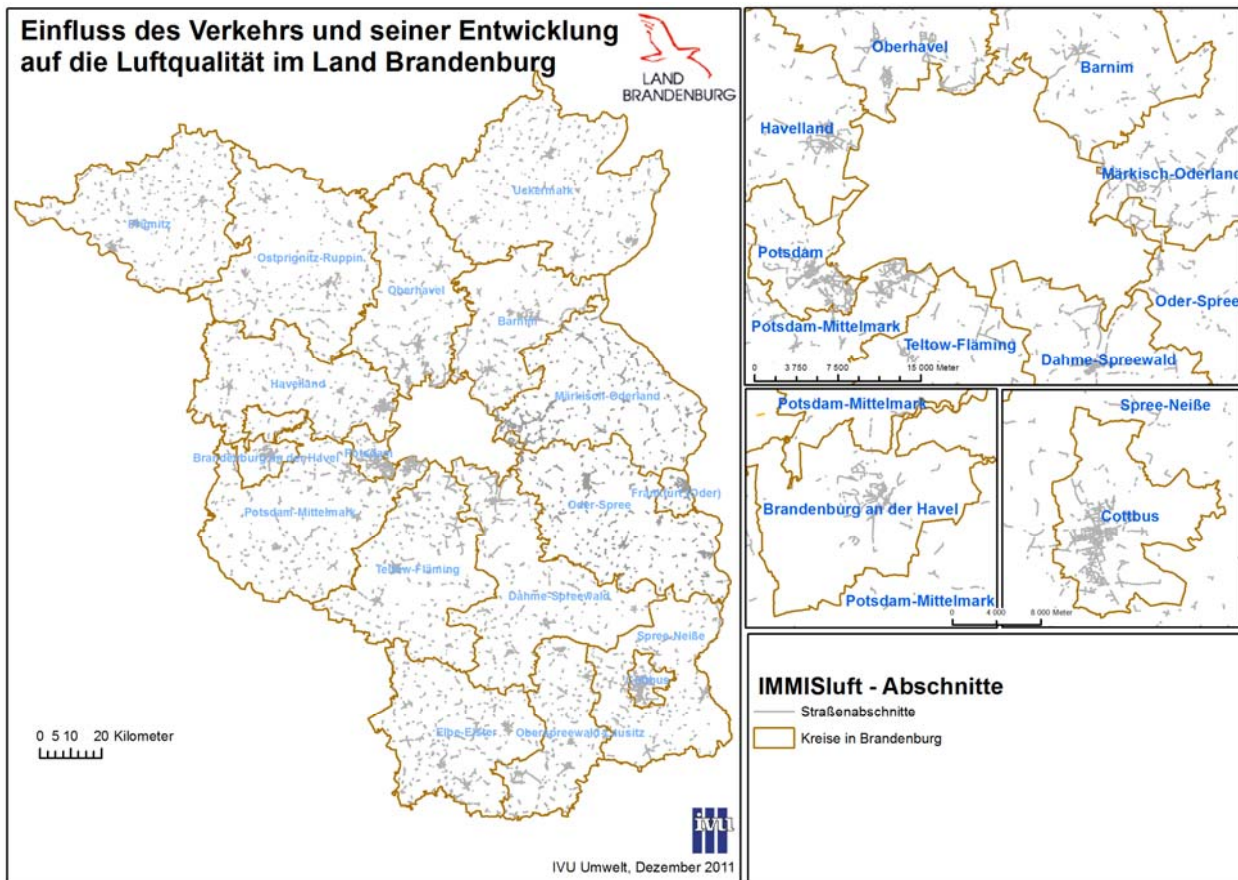 Einfluss des Verkehrs und seiner Entwicklung
auf die Luftqualität im Land Brandenburg
LAND
BRANDENBURG
Uckermark
Prignitz
Ostprignitz-Ruppin
Oberhavel
Barnim
Havelland
Märkisch-Oderland
Brandenburg an der Havel
Potsdam
Frankfurt (Oder)
Oder-Spree
Potsdam-Mittelmark
Teltow-Fläming
Dahme-Spreewald
Spree-Neiße
Cottbus
Elbe-Elster
Oberspreewald-Lausitz
0 5 10 20 Kilometer
ivu
IVU Umwelt, Dezember 2011
Oberhavel
Barnim
Havelland
Märkisch-Oderland
Potsdam
Oder-Spree
Potsdam-Mittelmark
Teltow-Fläming
Dahme-Spreewald
0 3 750 7 500 15 000 Meter
Potsdam-Mittelmark
Brandenburg an der Havel
Potsdam-Mittelmark
Spree-Neiße
Cottbus
0 4 000 8 000 Meter
IMMISluft - Abschnitte
Straßenabschnitte
Kreise in Brandenburg